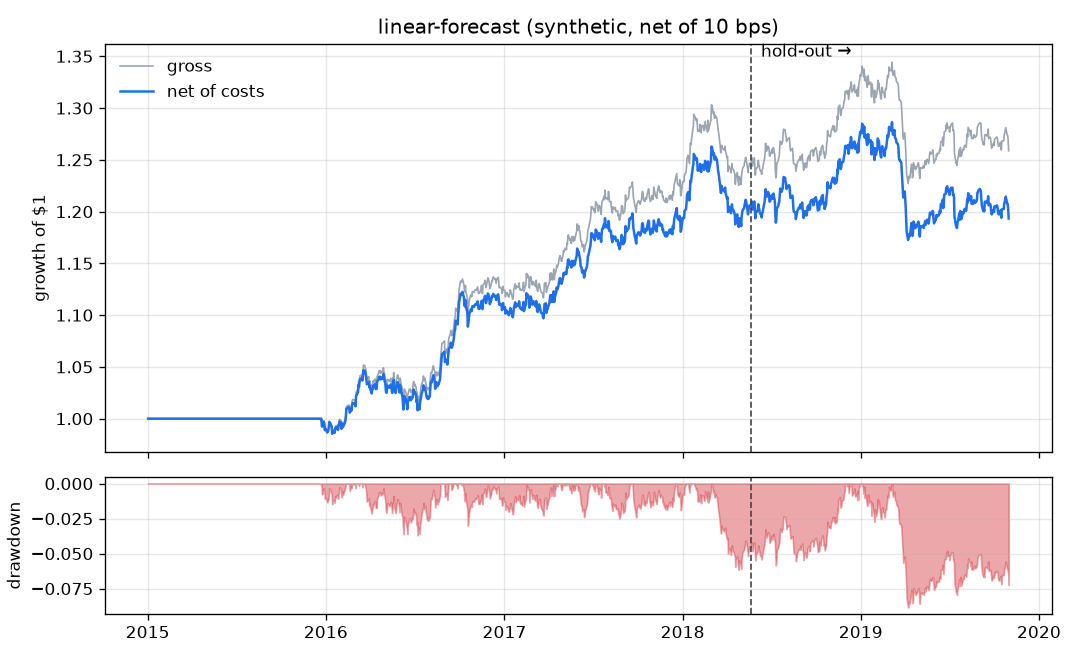 linear-forecast (synthetic, net of 10 bps)
hold-out →
gross
net of costs
growth of $1
1.35
1.30
1.25
1.20
1.15
1.10
1.05
1.00
drawdown
0.000
−0.025
−0.050
−0.075
2015 2016 2017 2018 2019 2020